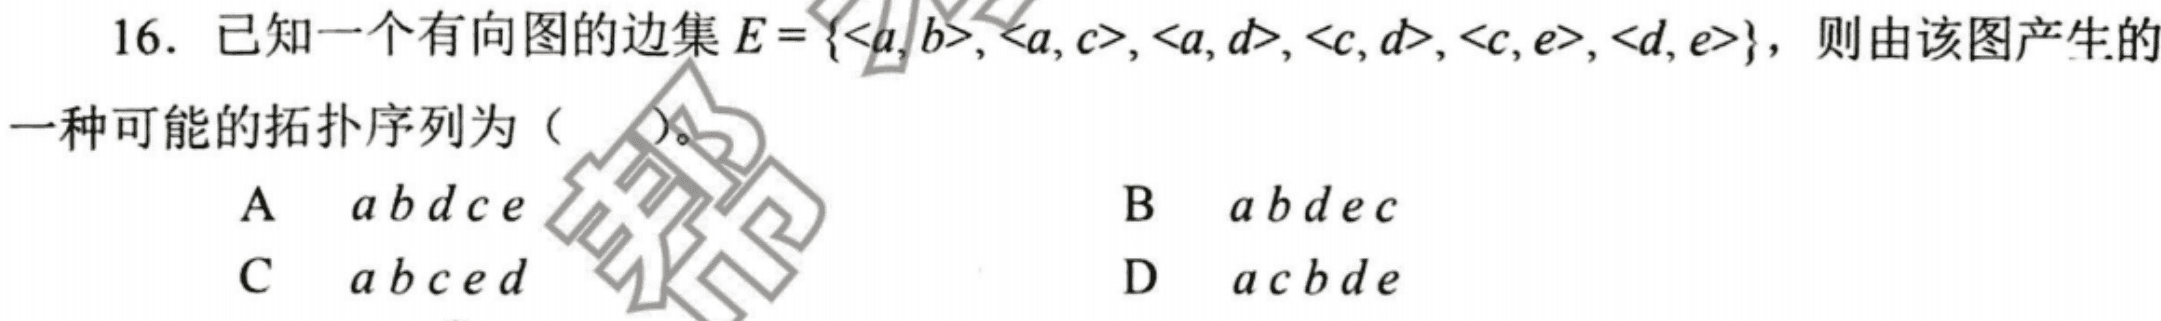 16. 已知一个有向图的边集 E = {<a, b>, <a, c>, <a, d>, <c, d>, <c, e>, <d, e>}，则由该图产生的
一种可能的拓扑序列为（ ）。
A a b d c e B a b d e c
C a b c e d D a c b d e
帮